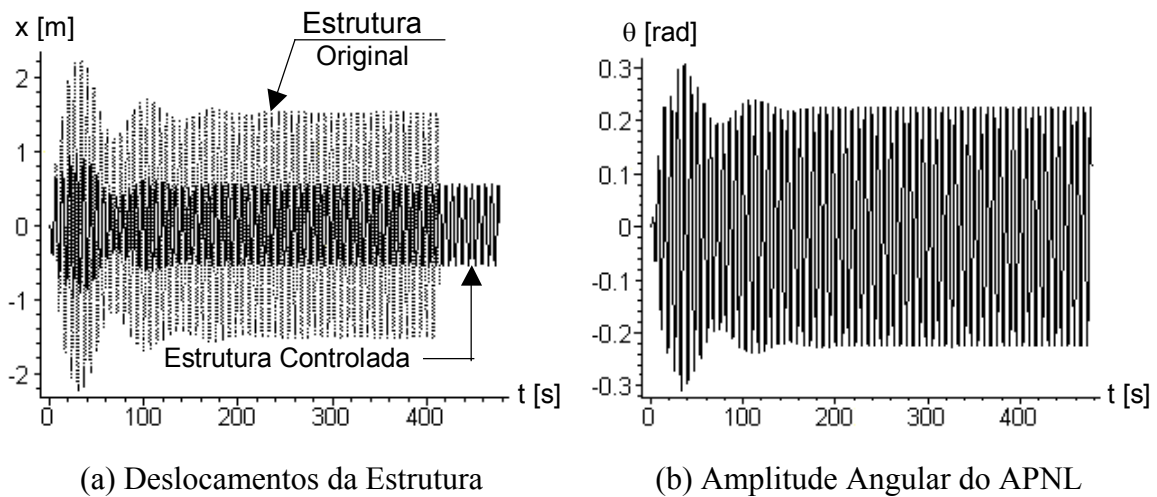 x [m]
Estrutura
Original
2
1
0
-1
-2
Estrutura Controlada
0 100 200 300 400
t [s]
(a) Deslocamentos da Estrutura
θ [rad]
0.3
0.2
0.1
0
-0.1
-0.2
-0.3
0 100 200 300 400
t [s]
(b) Amplitude Angular do APNL